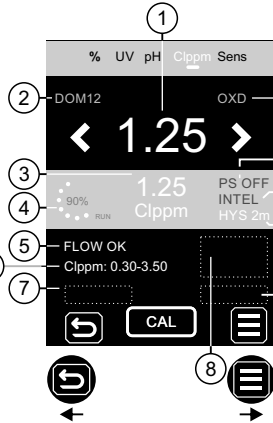 1
% UV pH Clppm Sens
2 DOM12 OXD
1.25
3 1.25 PS OFF
4 90% RUN Clppm INTEL
HYS 2m
5 FLOW OK
Clppm: 0.30-3.50
7
CAL
8